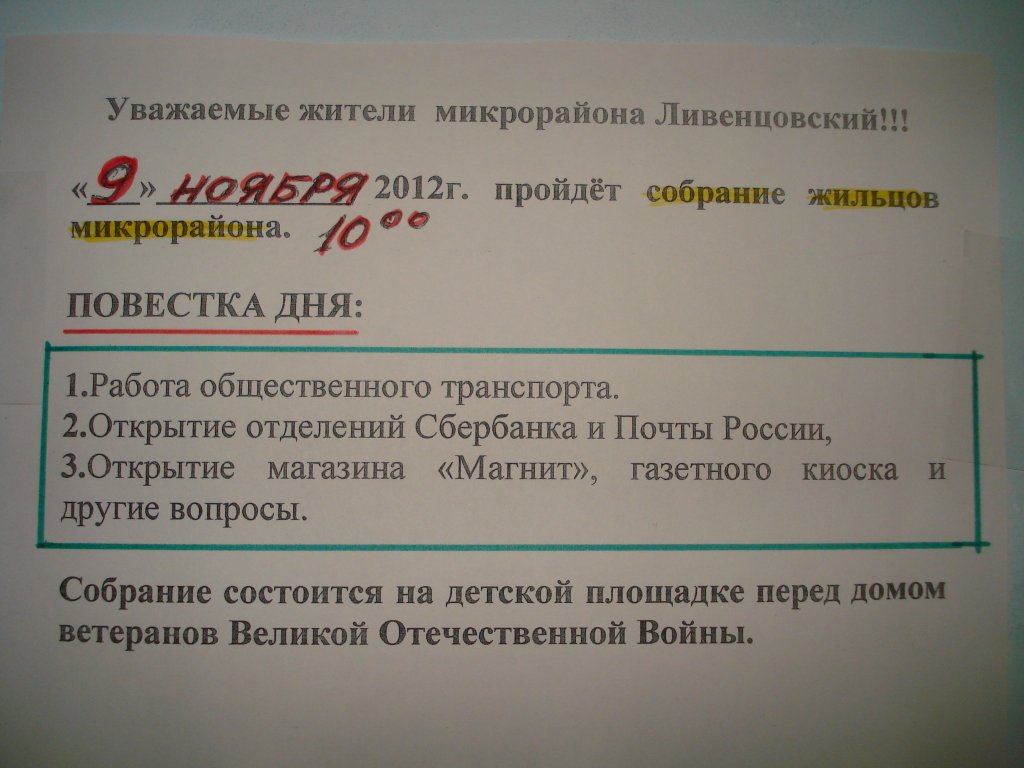 Уважаемые жители микрорайона Ливенцовский!!!
«9» НОЯБРЯ 2012г. пройдёт собрание жильцов
микрорайона. 10⁰⁰
ПОВЕСТКА ДНЯ:
1.Работа общественного транспорта.
2.Открытие отделений Сбербанка и Почты России,
3.Открытие магазина «Магнит», газетного киоска и
другие вопросы.
Собрание состоится на детской площадке перед домом
ветеранов Великой Отечественной Войны.